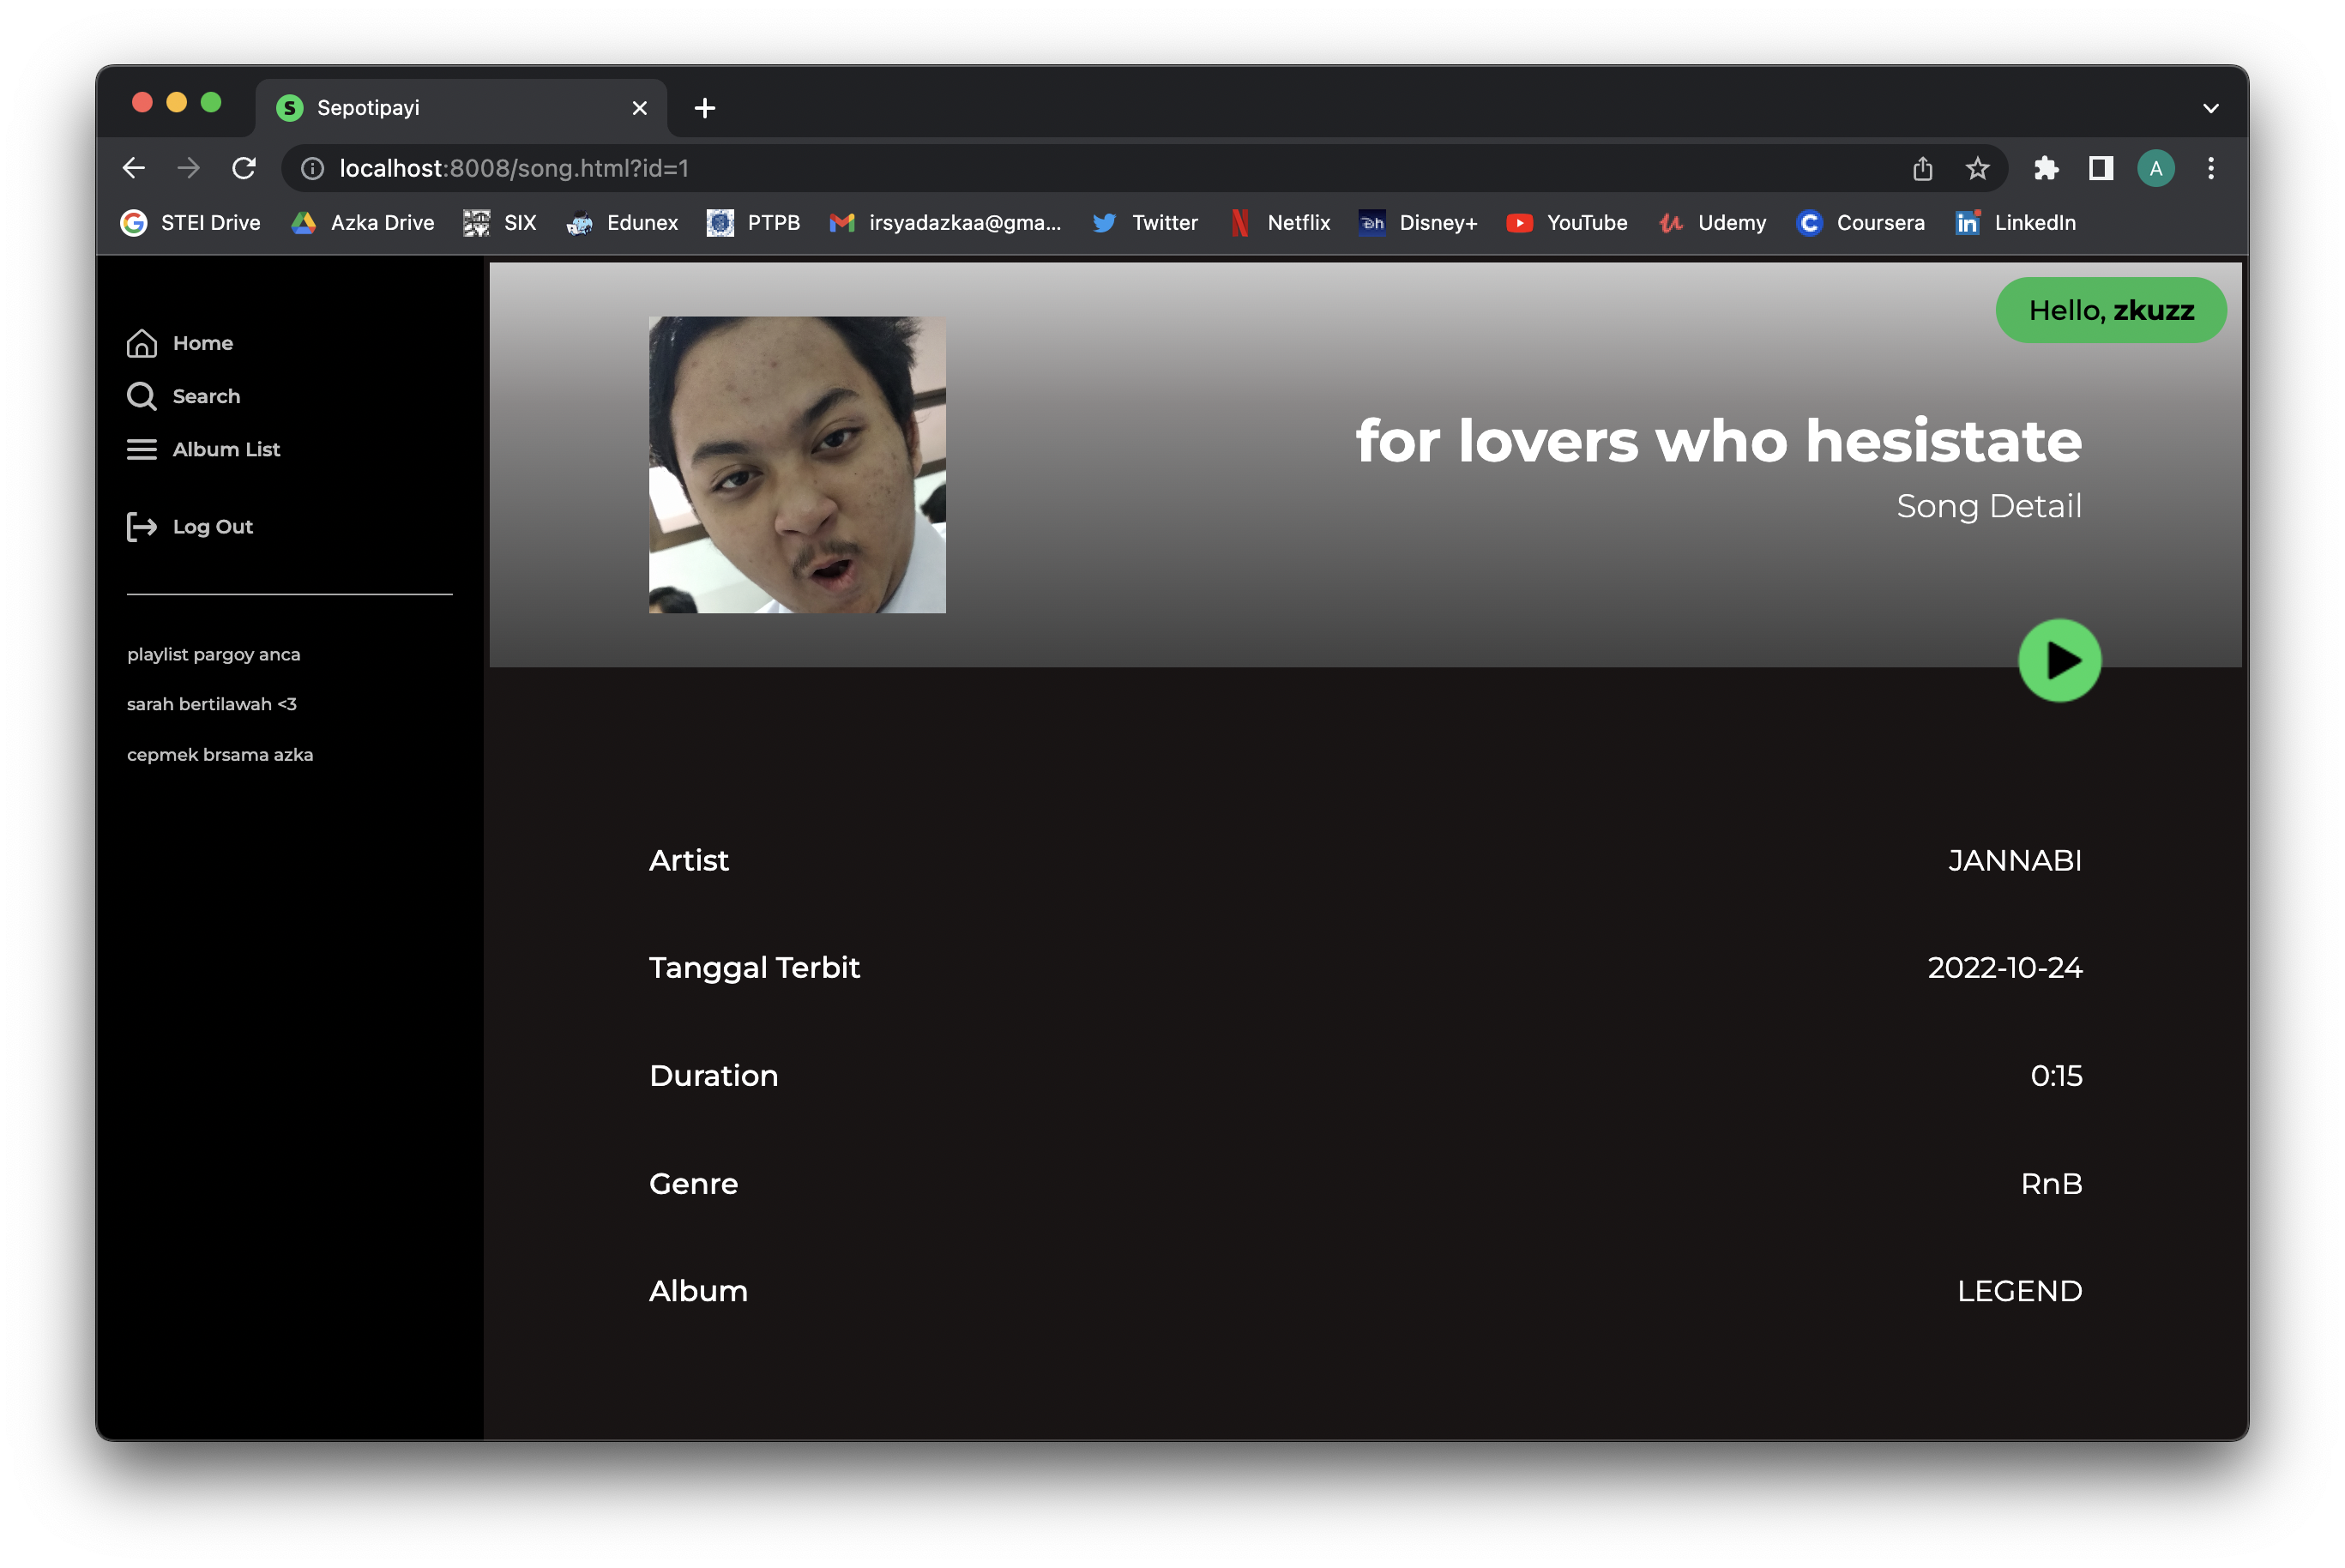 Sepotipayi
localhost:8008/song.html?id=1
A
STEI Drive Azka Drive SIX Edunex PTPB irsyadazkaa@gma... Twitter Netflix Disney+ YouTube Udemy Coursera LinkedIn
Hello, zkuzz
Home
Search
Album List
Log Out
playlist pargoy anca
sarah bertilawah <3
cepmek brsama azka
for lovers who hesistate
Song Detail
Artist JANNABI
Tanggal Terbit 2022-10-24
Duration 0:15
Genre RnB
Album LEGEND